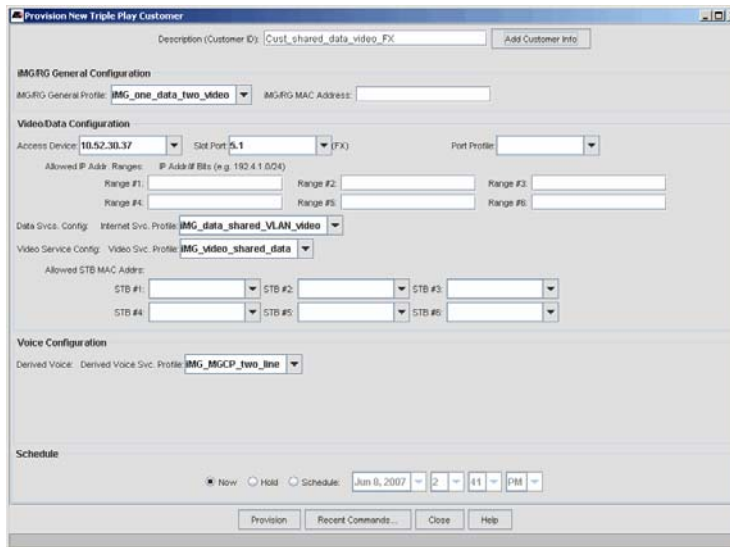 Provision New Triple Play Customer
Description (Customer ID): Cust_shared_data_video_FX Add Customer Info
iMG/RG General Configuration
iMG/RG General Profile: iMG_one_data_two_video iMG/RG MAC Address:
Video/Data Configuration
Access Device: 10.52.30.37 Slot.Port: 5.1 (FX) Port Profile:
Allowed IP Addr. Ranges: IP Addr/# Bits (e.g. 192.4.1.0/24)
Range #1: Range #2: Range #3:
Range #4: Range #5: Range #6:
Data Svcs. Config: Internet Svc. Profile: iMG_data_shared_VLAN_video
Video Service Config: Video Svc. Profile: iMG_video_shared_data
Allowed STB MAC Addrs:
STB #1: STB #2: STB #3:
STB #4: STB #5: STB #6:
Voice Configuration
Derived Voice: Derived Voice Svc. Profile: iMG_MGCP_two_line
Schedule
Now Hold Schedule: Jun 8, 2007 2 41 PM
Provision Recent Commands... Close Help